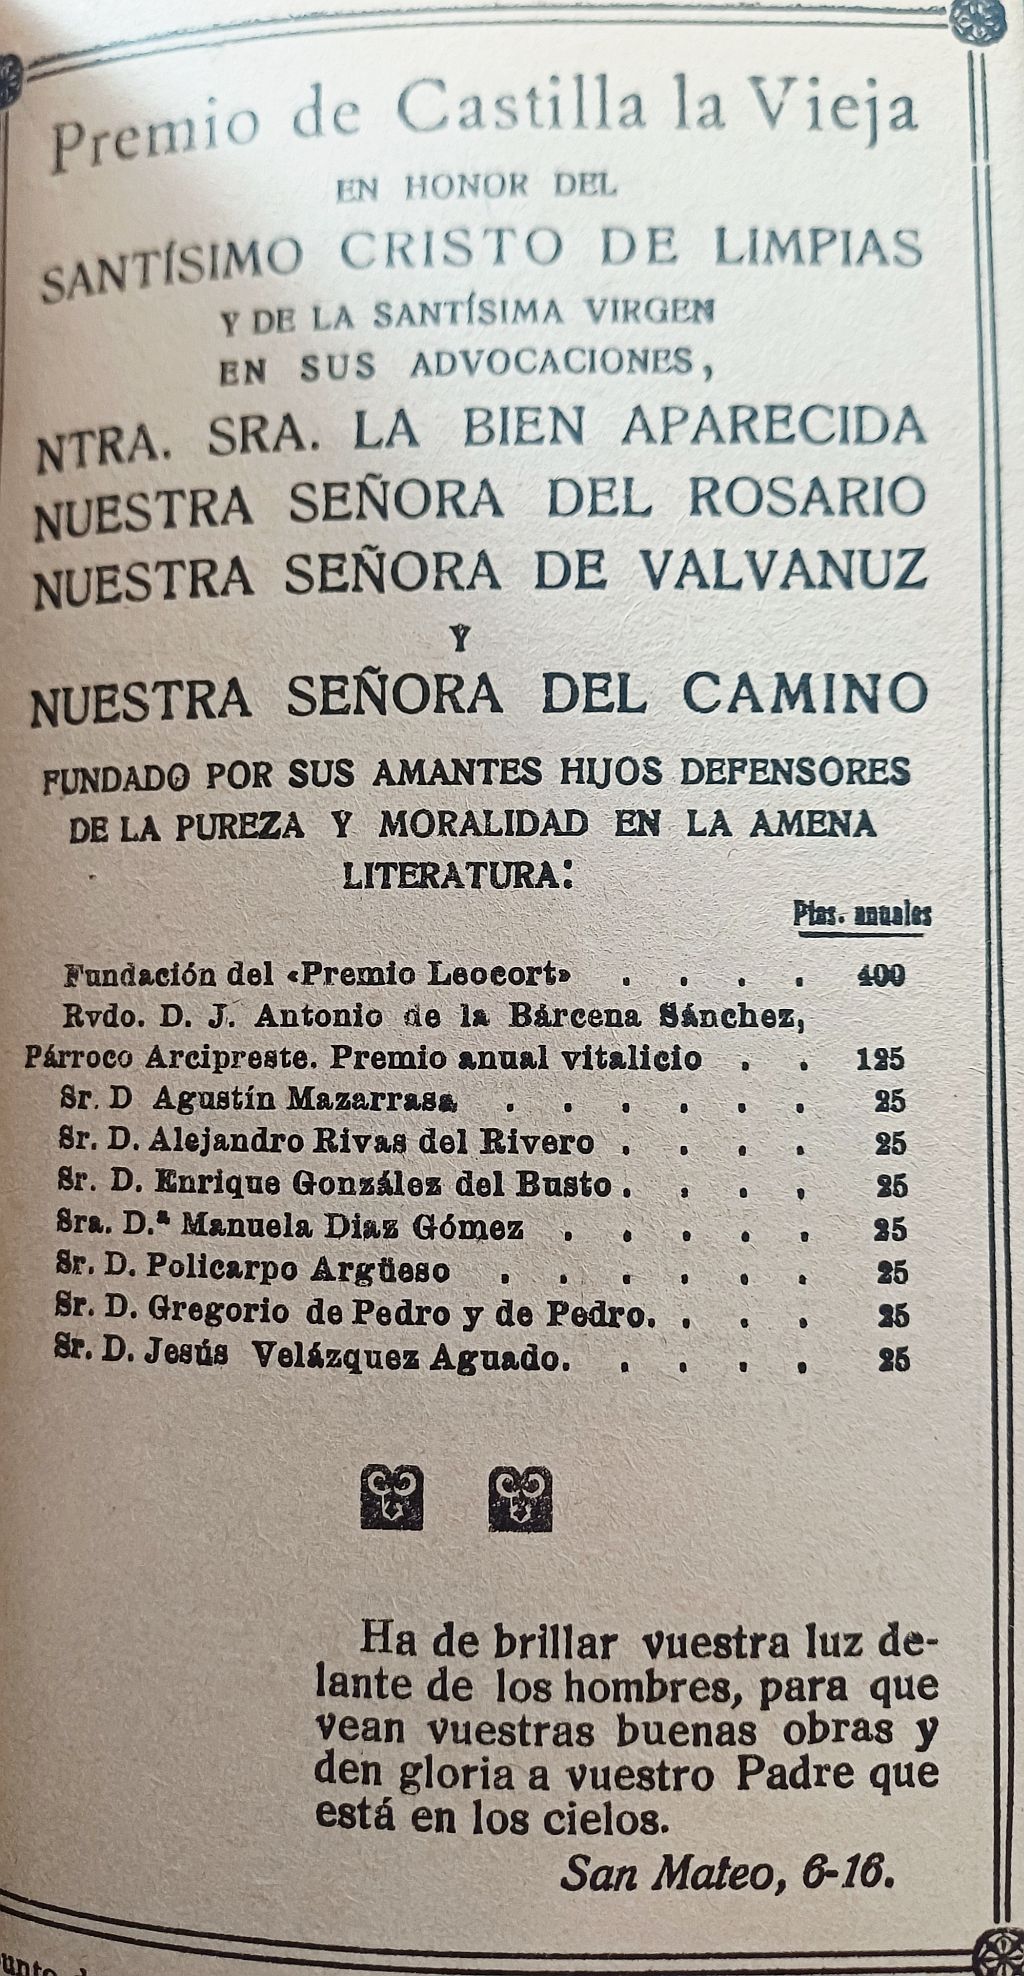 Premio de Castilla la Vieja
EN HONOR DEL
SANTÍSIMO CRISTO DE LIMPIAS
Y DE LA SANTÍSIMA VIRGEN
EN SUS ADVOCACIONES,
NTRA. SRA. LA BIEN APARECIDA
NUESTRA SEÑORA DEL ROSARIO
NUESTRA SEÑORA DE VALVANUZ
Y
NUESTRA SEÑORA DEL CAMINO
FUNDADO POR SUS AMANTES HIJOS DEFENSORES
DE LA PUREZA Y MORALIDAD EN LA AMENA
LITERATURA:
Ptas. anuales
Fundación del «Premio Leocort» . . . . 400
Rvdo. D. J. Antonio de la Bárcena Sánchez,
Párroco Arcipreste. Premio anual vitalicio . . 125
Sr. D Agustín Mazarrasa . . . . . . 25
Sr. D. Alejandro Rivas del Rivero . . . . 25
Sr. D. Enrique González del Busto . . . . 25
Sra. D.ª Manuela Diaz Gómez . . . . . 25
Sr. D. Policarpo Argüeso . . . . . . 25
Sr. D. Gregorio de Pedro y de Pedro. . . . 25
Sr. D. Jesús Velázquez Aguado. . . . . 25
Ha de brillar vuestra luz de-
lante de los hombres, para que
vean vuestras buenas obras y
den gloria a vuestro Padre que
está en los cielos.
San Mateo, 6-16.